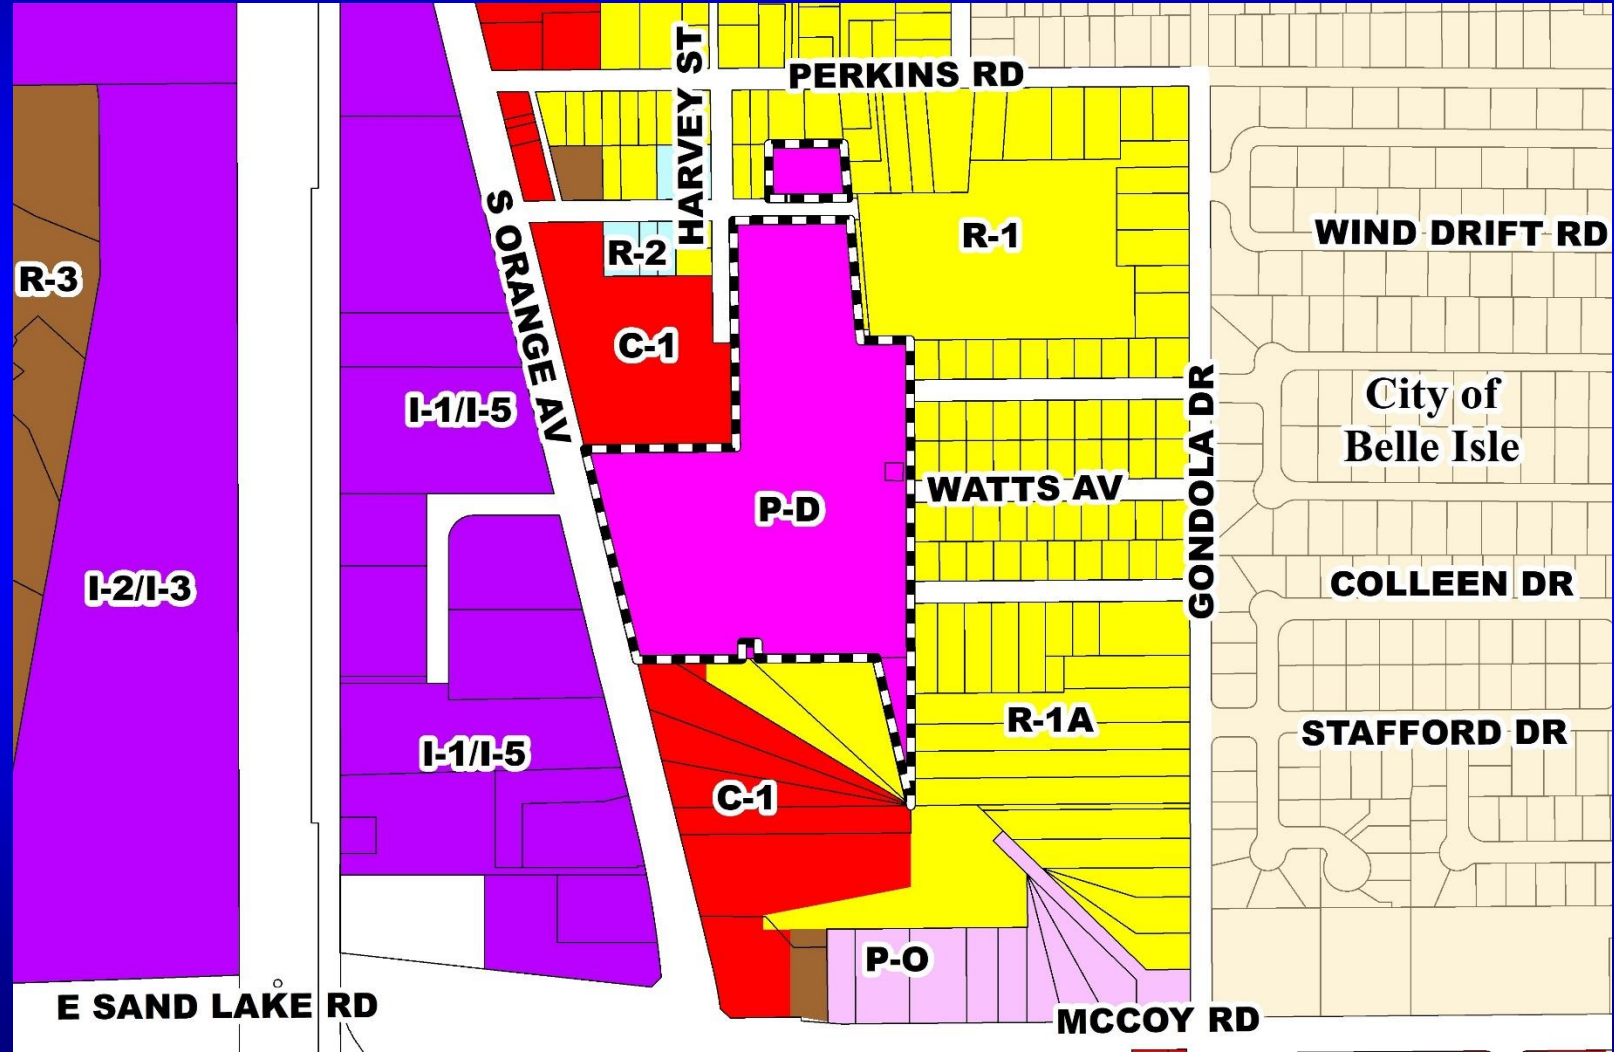 PERKINS RD
HARVEY ST
S ORANGE AV
R-1
WIND DRIFT RD
R-2
R-3
C-1
I-1/I-5
GONDOLA DR
City of
Belle Isle
WATTS AV
P-D
I-2/I-3
COLLEEN DR
R-1A
STAFFORD DR
I-1/I-5
C-1
P-O
E SAND LAKE RD
MCCOY RD